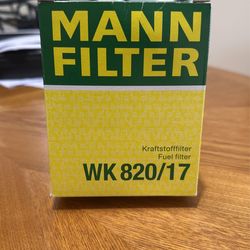 MANN
FILTER
Kraftstofffilter
Fuel filter
WK 820/17